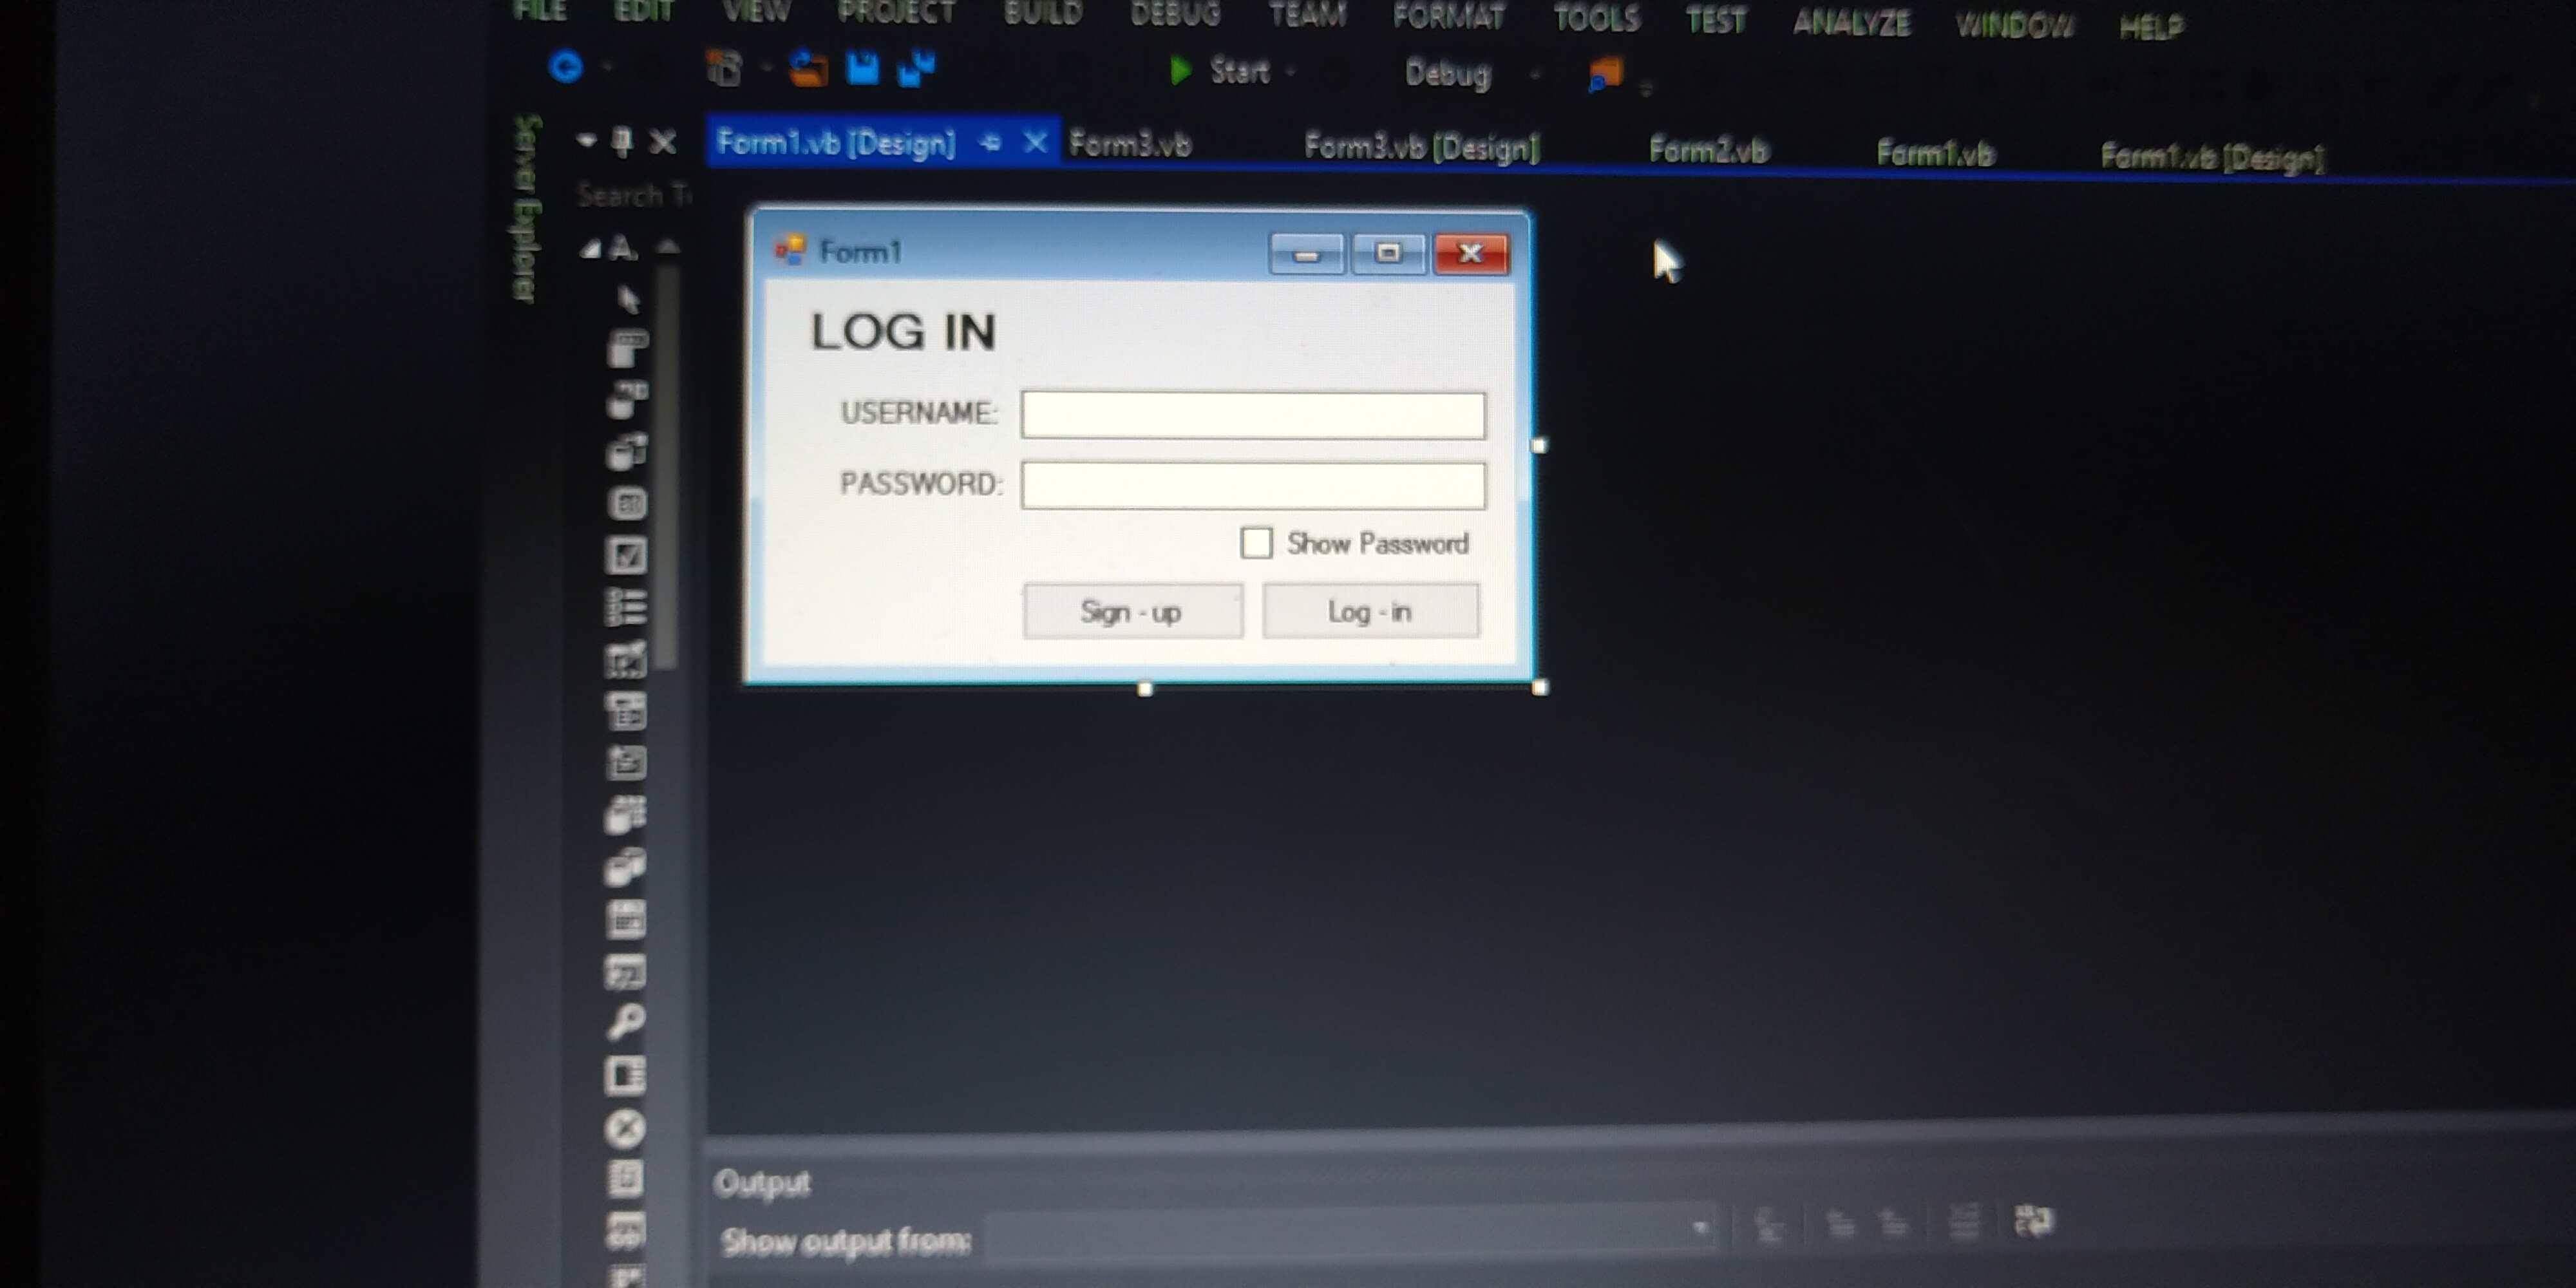 FILE EDIT VIEW PROJECT BUILD DEBUG TEAM FORMAT TOOLS TEST ANALYZE WINDOW HELP
Start Debug
Server Explorer
Form1.vb [Design] Form3.vb Form3.vb [Design] Form2.vb Form1.vb Form1.vb [Design]
Search
A.
Form1
LOG IN
USERNAME:
PASSWORD:
Show Password
Sign - up Log - in
Output
Show output from: